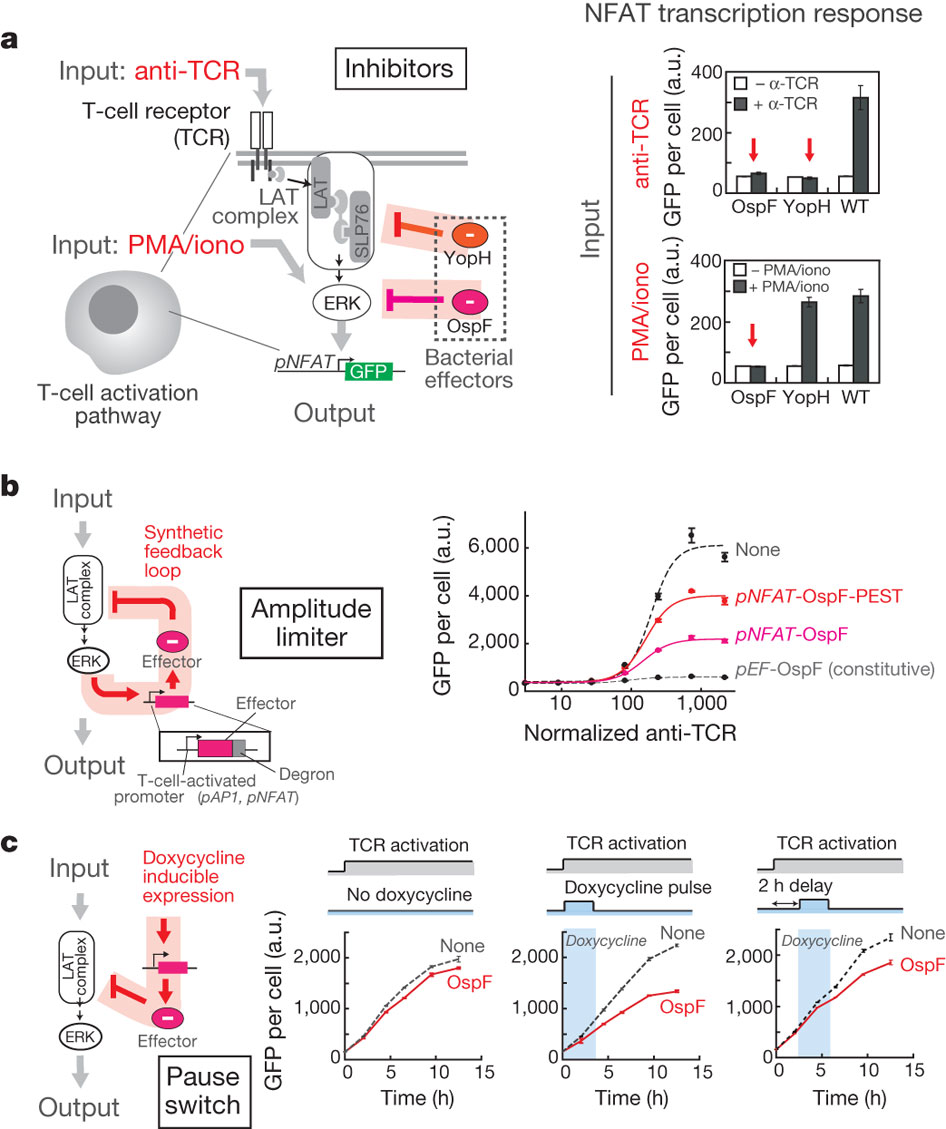 NFAT transcription response
a
Input: anti-TCR
Inhibitors
T-cell receptor
(TCR)
LAT
complex
LAT
SLP76
Input: PMA/iono
YopH
ERK
OspF
Bacterial
effectors
pNFAT
GFP
T-cell activation
pathway
Output
Input
anti-TCR
GFP per cell (a.u.)
400
200
0
– α-TCR
+ α-TCR
OspF YopH WT
PMA/iono
GFP per cell (a.u.)
400
200
0
– PMA/iono
+ PMA/iono
OspF YopH WT
b
Input
Synthetic
feedback
loop
LAT
complex
Amplitude
limiter
ERK
Effector
Effector
Output
Degron
T-cell-activated
promoter (pAP1, pNFAT)
GFP per cell (a.u.)
6,000
4,000
2,000
0
None
pNFAT-OspF-PEST
pNFAT-OspF
pEF-OspF (constitutive)
10 100 1,000
Normalized anti-TCR
c
Input
Doxycycline
inducible
expression
LAT
complex
ERK
Effector
Pause
switch
Output
TCR activation
No doxycycline
GFP per cell (a.u.)
2,000
1,000
0
None
OspF
0 5 10 15
Time (h)
TCR activation
Doxycycline pulse
Doxycycline
2,000
1,000
0
None
OspF
0 5 10 15
Time (h)
TCR activation
2 h delay
Doxycycline
2,000
1,000
0
None
OspF
0 5 10 15
Time (h)